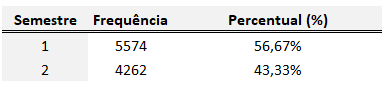 Semestre Frequência Percentual (%)
1 5574 56,67%
2 4262 43,33%